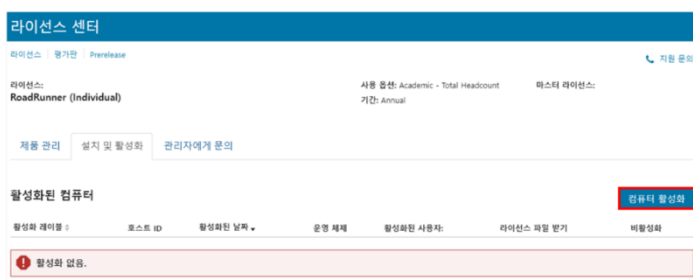 라이선스 센터
라이선스 평가판 Prerelease
지원 문의
라이선스: 사용 옵션: Academic - Total Headcount 마스터 라이선스:
RoadRunner (Individual) 기간: Annual
제품 관리 설치 및 활성화 관리자에게 문의
활성화된 컴퓨터
컴퓨터 활성화
활성화 레이블 호스트 ID 활성화된 날짜 운영 체제 활성화된 사용자: 라이선스 파일 받기 비활성화
활성화 없음.